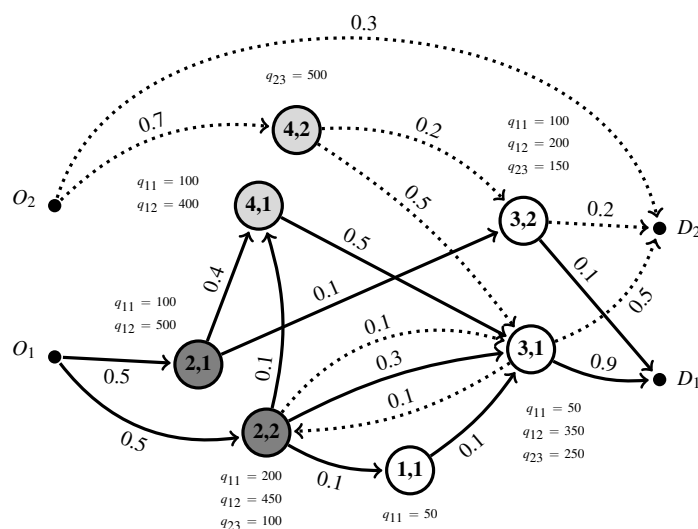 0.3
q₂₃ = 500
0.7
4,2
0.2
q₁₁ = 100
q₁₂ = 200
q₂₃ = 150
q₁₁ = 100
q₁₂ = 400
O₂
4,1
0.5
0.5
3,2
0.2
D₂
0.4
0.1
0.1
0.5
q₁₁ = 100
q₁₂ = 500
O₁
0.5
2,1
0.1
0.1
0.3
3,1
0.9
D₁
0.5
2,2
0.1
0.1
1,1
0.1
q₁₁ = 50
q₁₂ = 350
q₂₃ = 250
q₁₁ = 200
q₁₂ = 450
q₂₃ = 100
q₁₁ = 50